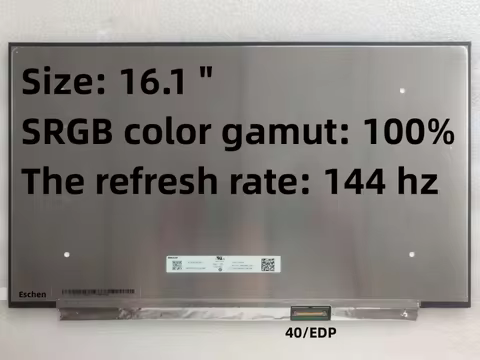 Size: 16.1 "
SRGB color gamut: 100%
The refresh rate: 144 hz
Eschen
40/EDP